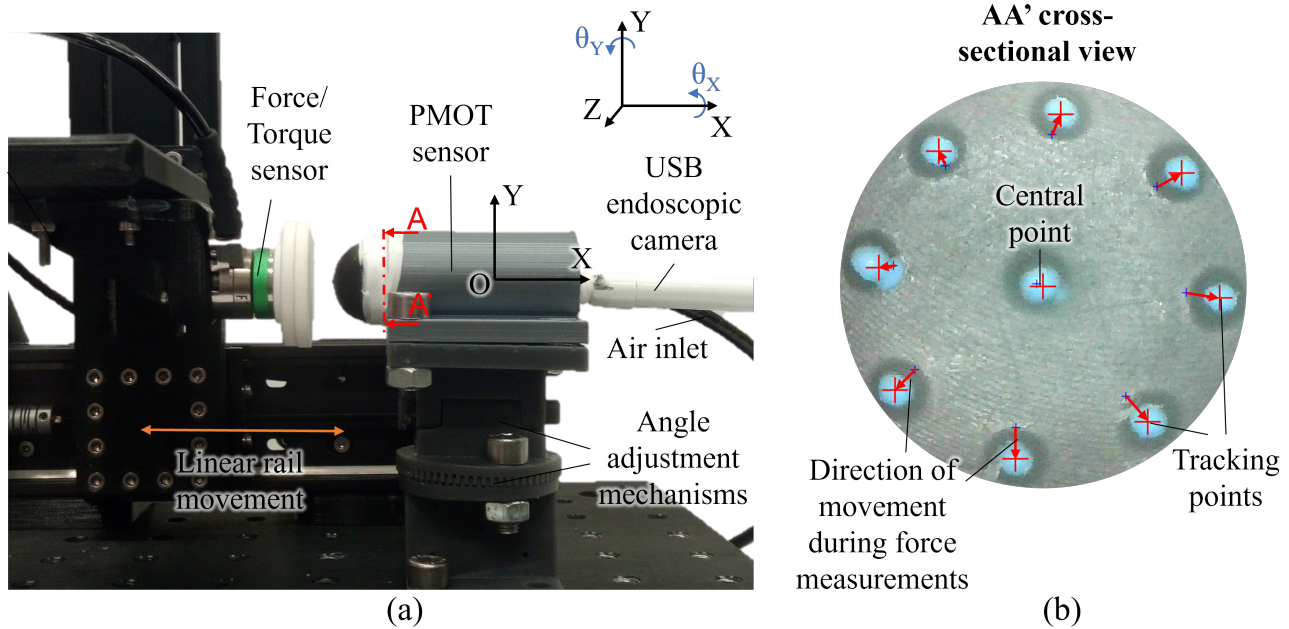 Force/
Torque
sensor
PMOT
sensor
Y
θY
θX
Z
X
USB
endoscopic
camera
A
Y
X
O
A'
Air inlet
Angle
adjustment
mechanisms
Linear rail
movement
(a)
AA’ cross-
sectional view
Central
point
Direction of
movement
during force
measurements
Tracking
points
(b)